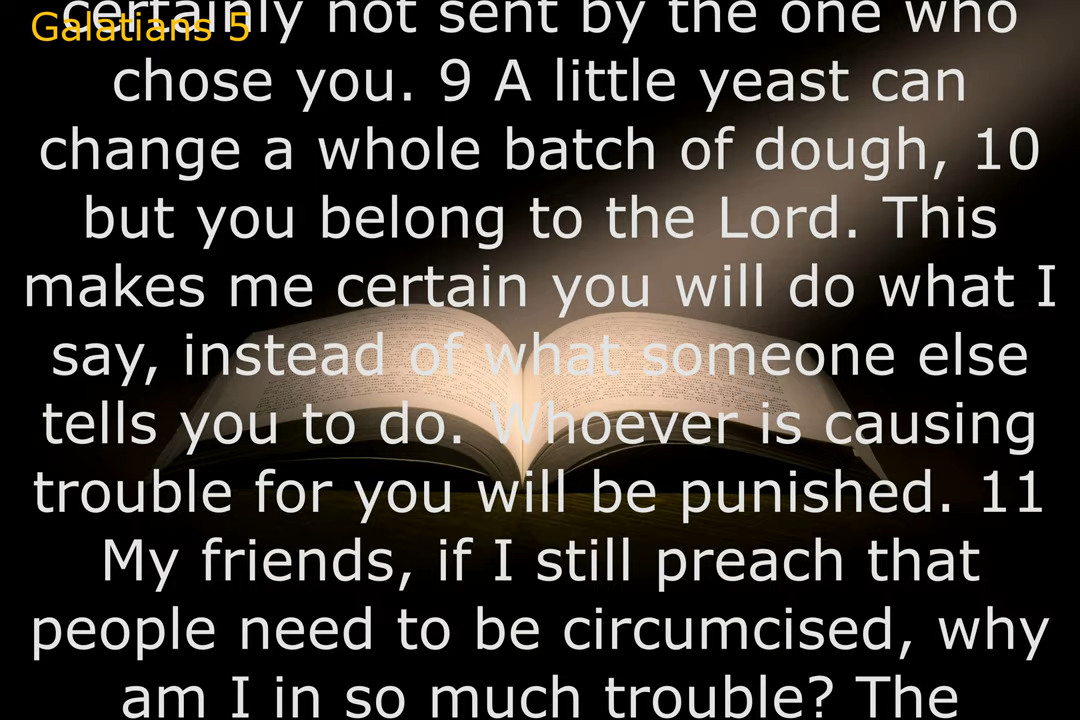 certainly not sent by the one who
Galatians 5
chose you. 9 A little yeast can
change a whole batch of dough, 10
but you belong to the Lord. This
makes me certain you will do what I
say, instead of what someone else
tells you to do. Whoever is causing
trouble for you will be punished. 11
My friends, if I still preach that
people need to be circumcised, why
am I in so much trouble? The